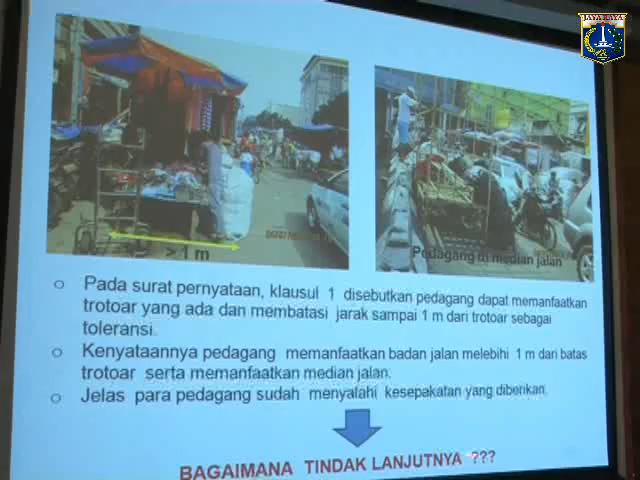 JAYA RAYA
> 1 m
Pedagang di median jalan
o Pada surat pernyataan, klausul 1 disebutkan pedagang dapat memanfaatkan
trotoar yang ada dan membatasi jarak sampai 1 m dari trotoar sebagai
toleransi.
o Kenyataannya pedagang memanfaatkan badan jalan melebihi 1 m dari batas
trotoar serta memanfaatkan median jalan.
o Jelas para pedagang sudah menyalahi kesepakatan yang diberikan.
BAGAIMANA TINDAK LANJUTNYA ???